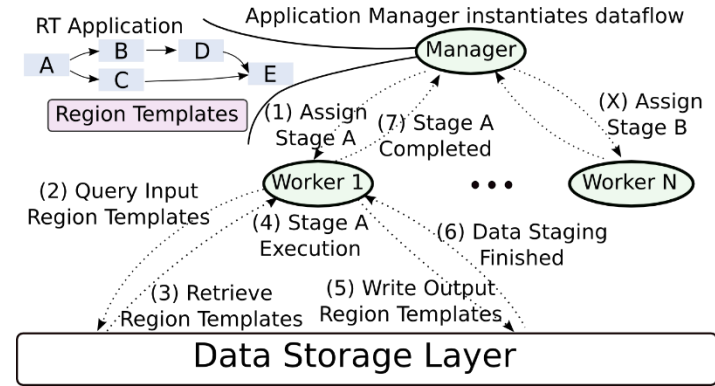 Application Manager instantiates dataflow
RT Application
A
B
D
C
E
Region Templates
Manager
(1) Assign
Stage A
(7) Stage A
Completed
(X) Assign
Stage B
Worker 1
•••
Worker N
(2) Query Input
Region Templates
(4) Stage A
Execution
(6) Data Staging
Finished
(3) Retrieve
Region Templates
(5) Write Output
Region Templates
Data Storage Layer